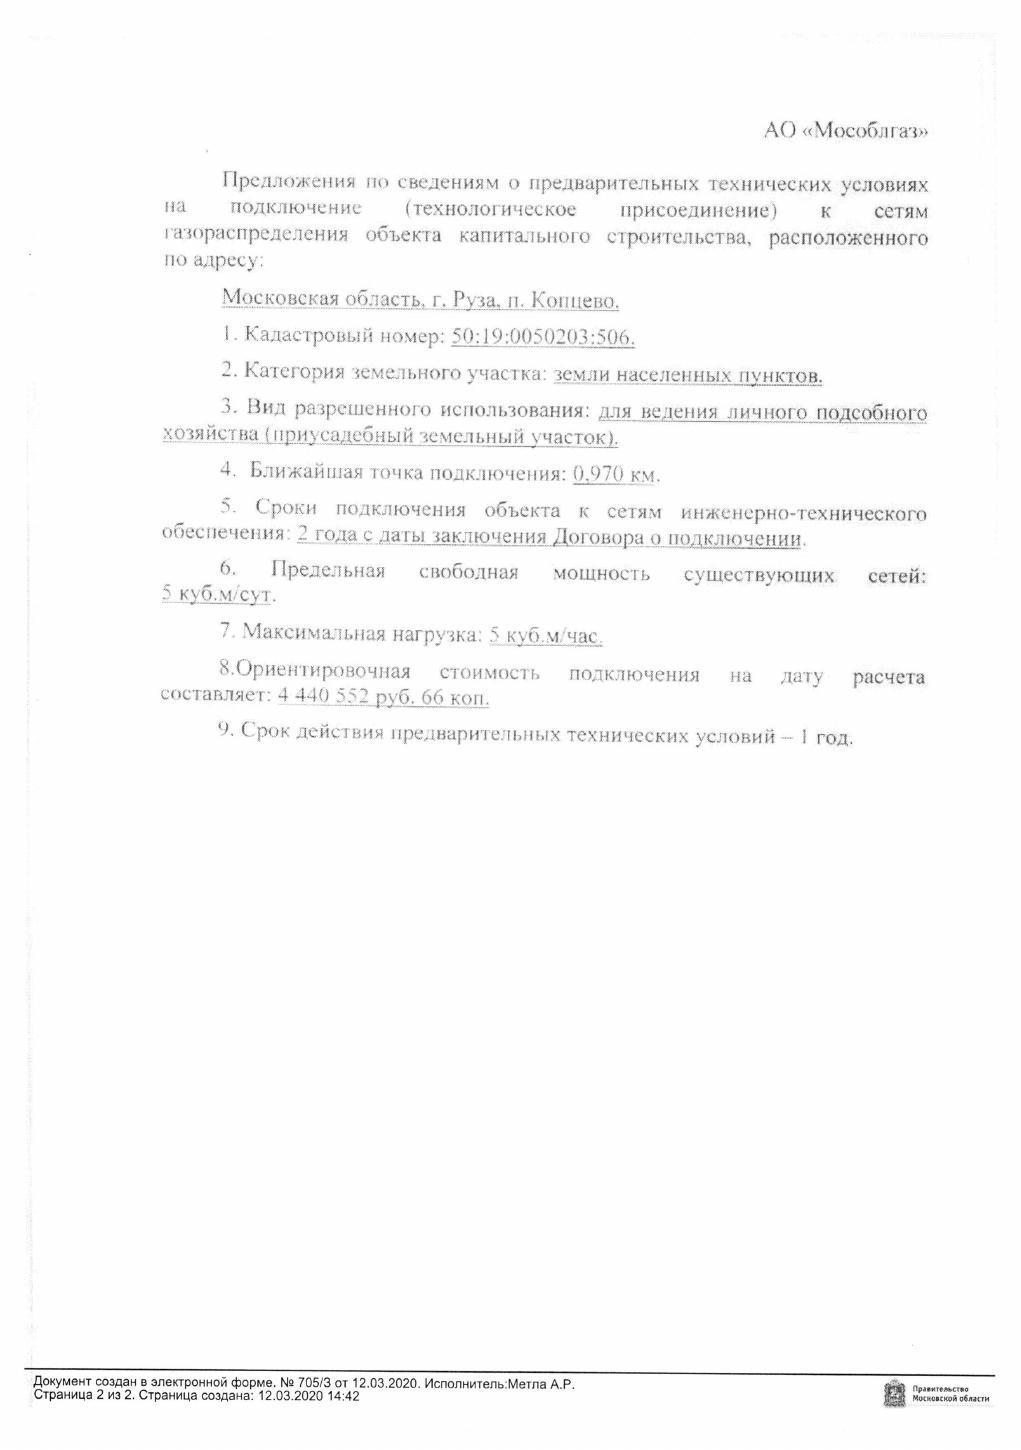 АО «Мособлгаз»
Предложения по сведениям о предварительных технических условиях
на подключение (технологическое присоединение) к сетям
газораспределения объекта капитального строительства, расположенного
по адресу:
Московская область, г. Руза, п. Копцево.
1. Кадастровый номер: 50:19:0050203:506.
2. Категория земельного участка: земли населенных пунктов.
3. Вид разрешенного использования: для ведения личного подсобного
хозяйства (приусадебный земельный участок).
4. Ближайшая точка подключения: 0,970 км.
5. Сроки подключения объекта к сетям инженерно-технического
обеспечения: 2 года с даты заключения Договора о подключении.
6. Предельная свободная мощность существующих сетей:
5 куб.м/сут.
7. Максимальная нагрузка: 5 куб.м/час.
8.Ориентировочная стоимость подключения на дату расчета
составляет: 4 440 552 руб. 66 коп.
9. Срок действия предварительных технических условий – 1 год.
Документ создан в электронной форме. № 705/3 от 12.03.2020. Исполнитель:Метла А.Р.
Страница 2 из 2. Страница создана: 12.03.2020 14:42
Правительство
Московской области